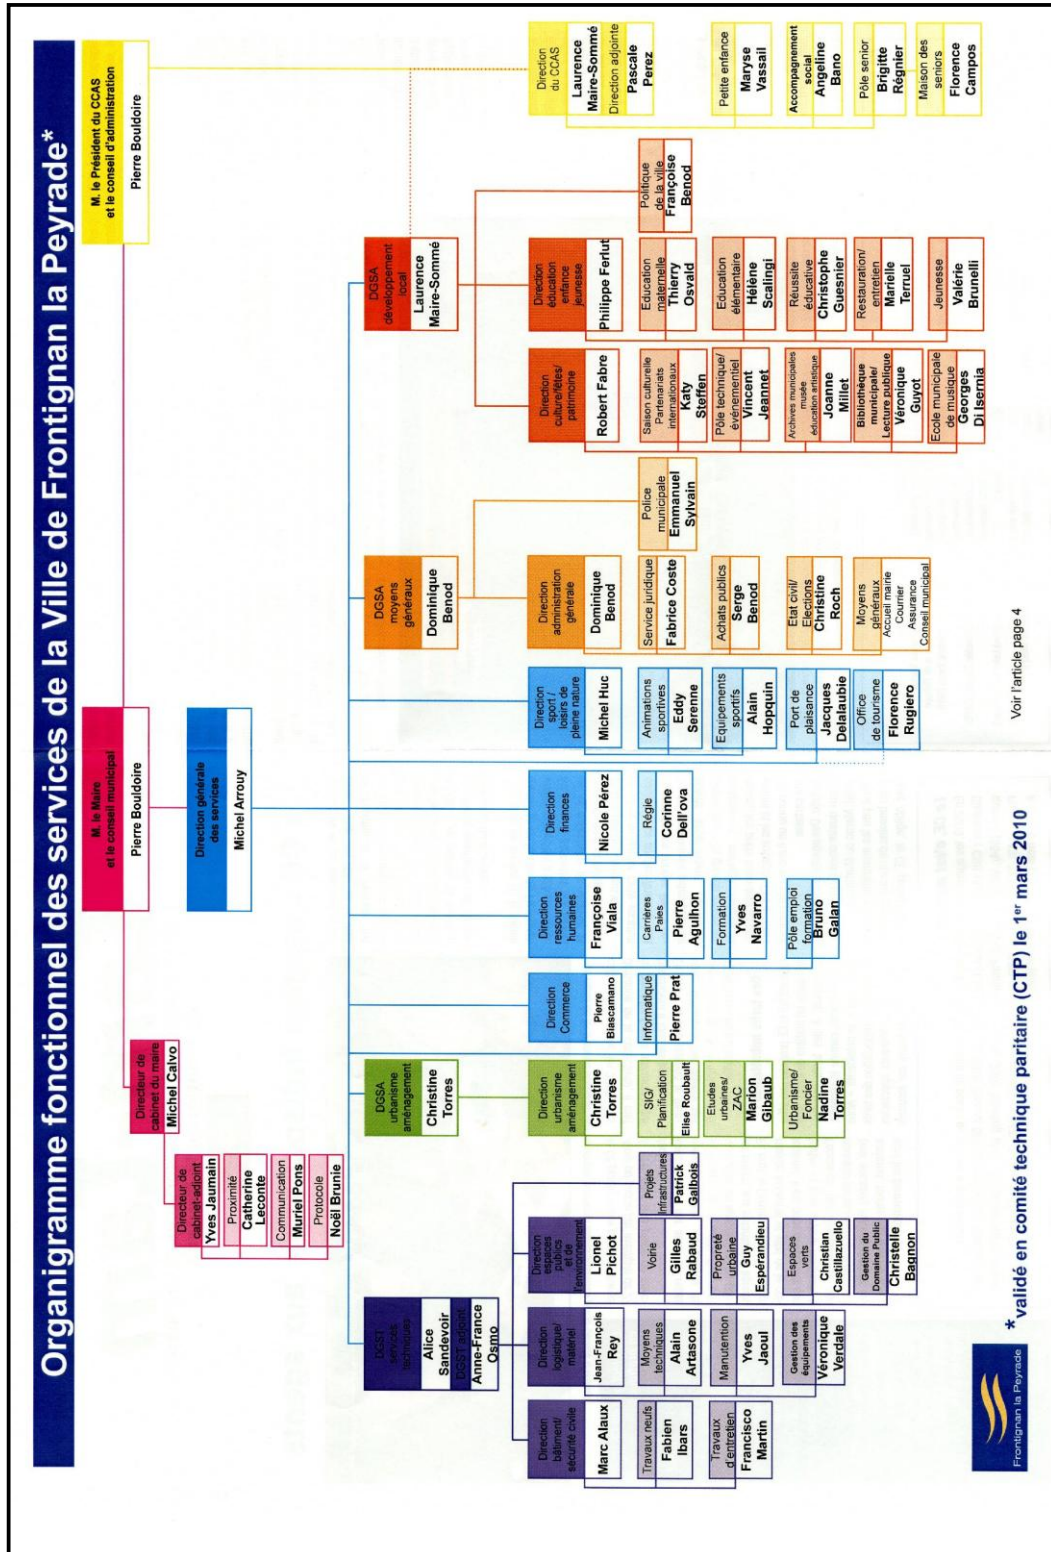 Organigramme fonctionnel des services de la Ville de Frontignan la Peyrade*
M. le Maire
et le conseil municipal
Pierre Bouldoire
M. le Président du CCAS
et le conseil d'administration
Pierre Bouldoire
Directeur de
cabinet du maire
Michel Calvo
Directeur de
cabinet-adjoint
Yves Jaumain
Proximité
Catherine
Leconte
Communication
Muriel Pons
Protocole
Noël Brunie
Direction générale
des services
Michel Arrouy
DGST
services
techniques
Alice
Sandevoir
DGST adjoint
Anne-France
Osmo
DGSA
urbanisme
aménagement
Christine
Torres
DGSA
moyens
généraux
Dominique
Benod
DGSA
développement
local
Laurence
Maire-Sommé
Direction
bâtiment/
sécurité civile
Marc Alaux
Travaux neufs
Fabien
Ibars
Travaux
d'entretien
Francisco
Martin
Direction
logistique/
matériel
Jean-François
Rey
Moyens
techniques
Alain
Artasone
Manutention
Yves
Jaoul
Gestion des
équipements
Véronique
Verdale
Direction
espaces
publics
et de
l'environnement
Lionel
Pichot
Voirie
Gilles
Rabaud
Propreté
urbaine
Guy
Espérandieu
Espaces
verts
Christian
Castillazuello
Gestion du
Domaine Public
Christelle
Bagnon
Projets
Infrastructures
Patrick
Galbois
Direction
urbanisme
aménagement
Christine
Torres
SIG/
Planification
Elise Roubault
Etudes
urbaines/
ZAC
Marion
Gibaub
Urbanisme/
Foncier
Nadine
Torres
Direction
Commerce
Pierre
Biascamano
Informatique
Pierre Prat
Direction
ressources
humaines
Françoise
Viala
Carrières
Paies
Pierre
Agulhon
Formation
Yves
Navarro
Pôle emploi
formation
Bruno
Galan
Direction
finances
Nicole Pérez
Régie
Corinne
Dell'ova
Direction
sport /
loisirs de
pleine nature
Michel Huc
Animations
sportives
Eddy
Serenne
Equipements
sportifs
Alain
Hopquin
Port de
plaisance
Jacques
Delalaubie
Office
de tourisme
Florence
Rugiero
Direction
administration
générale
Dominique
Benod
Service juridique
Fabrice Coste
Achats publics
Serge
Benod
Etat civil/
Elections
Christine
Roch
Moyens
généraux
Accueil mairie
Courrier
Assurance
Conseil municipal
Police
municipale
Emmanuel
Sylvain
Direction
culture/fêtes/
patrimoine
Robert Fabre
Saison culturelle
Partenariats
internationaux
Katy
Steffen
Pôle technique/
événementiel
Vincent
Jeannet
Archives municipales
musée
éducation artistique
Joanne
Millet
Bibliothèque
municipale/
Lecture publique
Véronique
Guyot
Ecole municipale
de musique
Georges
Di Isernia
Direction
éducation
enfance
jeunesse
Philippe Ferlut
Education
maternelle
Thierry
Osvald
Education
élémentaire
Hélène
Scalingi
Réussite
éducative
Christophe
Guesnier
Restauration/
entretien
Marielle
Terruel
Jeunesse
Valérie
Brunelli
Politique
de la ville
Françoise
Benod
Direction
du CCAS
Laurence
Maire-Sommé
Direction adjointe
Pascale
Perez
Petite enfance
Maryse
Vassail
Accompagnement
social
Angeline
Bano
Pôle senior
Brigitte
Régnier
Maison des
seniors
Florence
Campos
Frontignan la Peyrade
*validé en comité technique paritaire (CTP) le 1er mars 2010
Voir l'article page 4